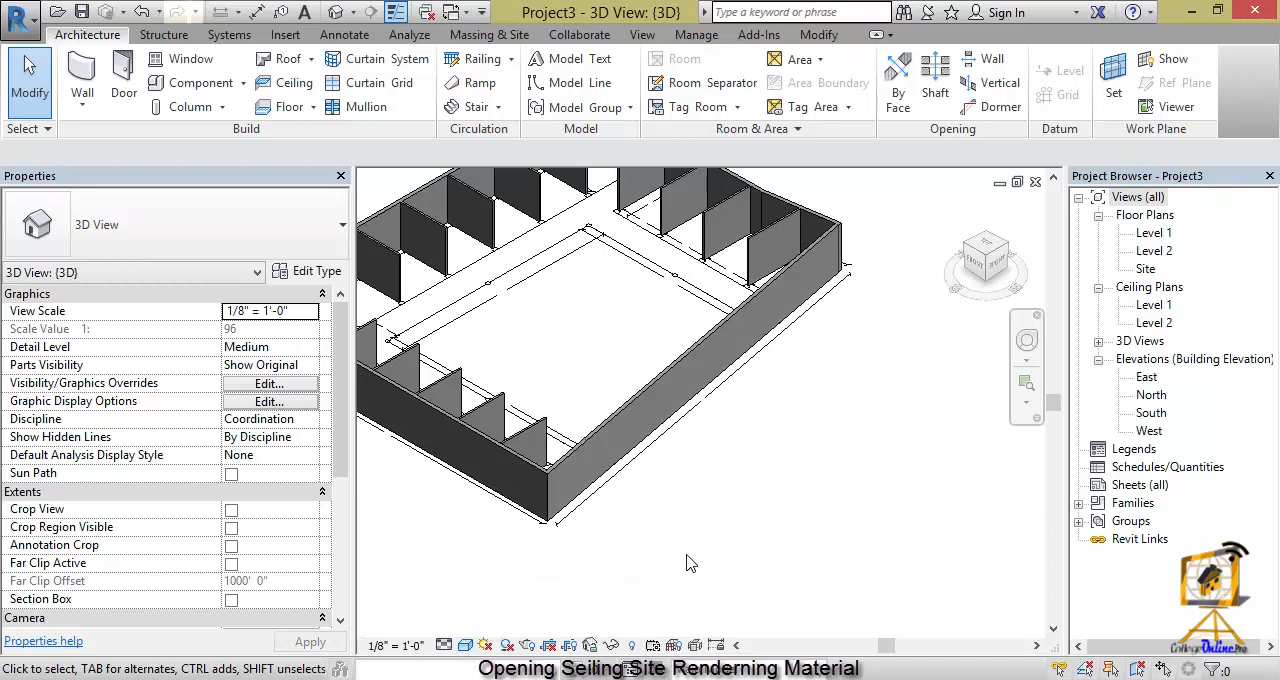 Project3 - 3D View: {3D}
Type a keyword or phrase
Sign In
Architecture Structure Systems Insert Annotate Analyze Massing & Site Collaborate View Manage Add-Ins Modify
Modify
Select
Wall
Door
Window
Component
Column
Roof
Ceiling
Floor
Curtain System
Curtain Grid
Mullion
Build
Railing
Ramp
Stair
Circulation
Model Text
Model Line
Model Group
Model
Room
Room Separator
Tag Room
Area
Area Boundary
Tag Area
Room & Area
By Face
Shaft
Wall
Vertical
Dormer
Opening
Level
Grid
Datum
Set
Show
Ref Plane
Viewer
Work Plane
Properties
3D View
3D View: {3D}
Edit Type
Graphics
View Scale 1/8" = 1'-0"
Scale Value 1: 96
Detail Level Medium
Parts Visibility Show Original
Visibility/Graphics Overrides Edit...
Graphic Display Options Edit...
Discipline Coordination
Show Hidden Lines By Discipline
Default Analysis Display Style None
Sun Path
Extents
Crop View
Crop Region Visible
Annotation Crop
Far Clip Active
Far Clip Offset 1000' 0"
Section Box
Camera
Properties help
Apply
TOP
FRONT
RIGHT
1/8" = 1'-0"
Project Browser - Project3
Views (all)
Floor Plans
Level 1
Level 2
Site
Ceiling Plans
Level 1
Level 2
3D Views
Elevations (Building Elevation)
East
North
South
West
Legends
Schedules/Quantities
Sheets (all)
Families
Groups
Revit Links
CollegeOnline.Pro
Click to select, TAB for alternates, CTRL adds, SHIFT unselects
Opening Seiling Site Renderning Material
:0